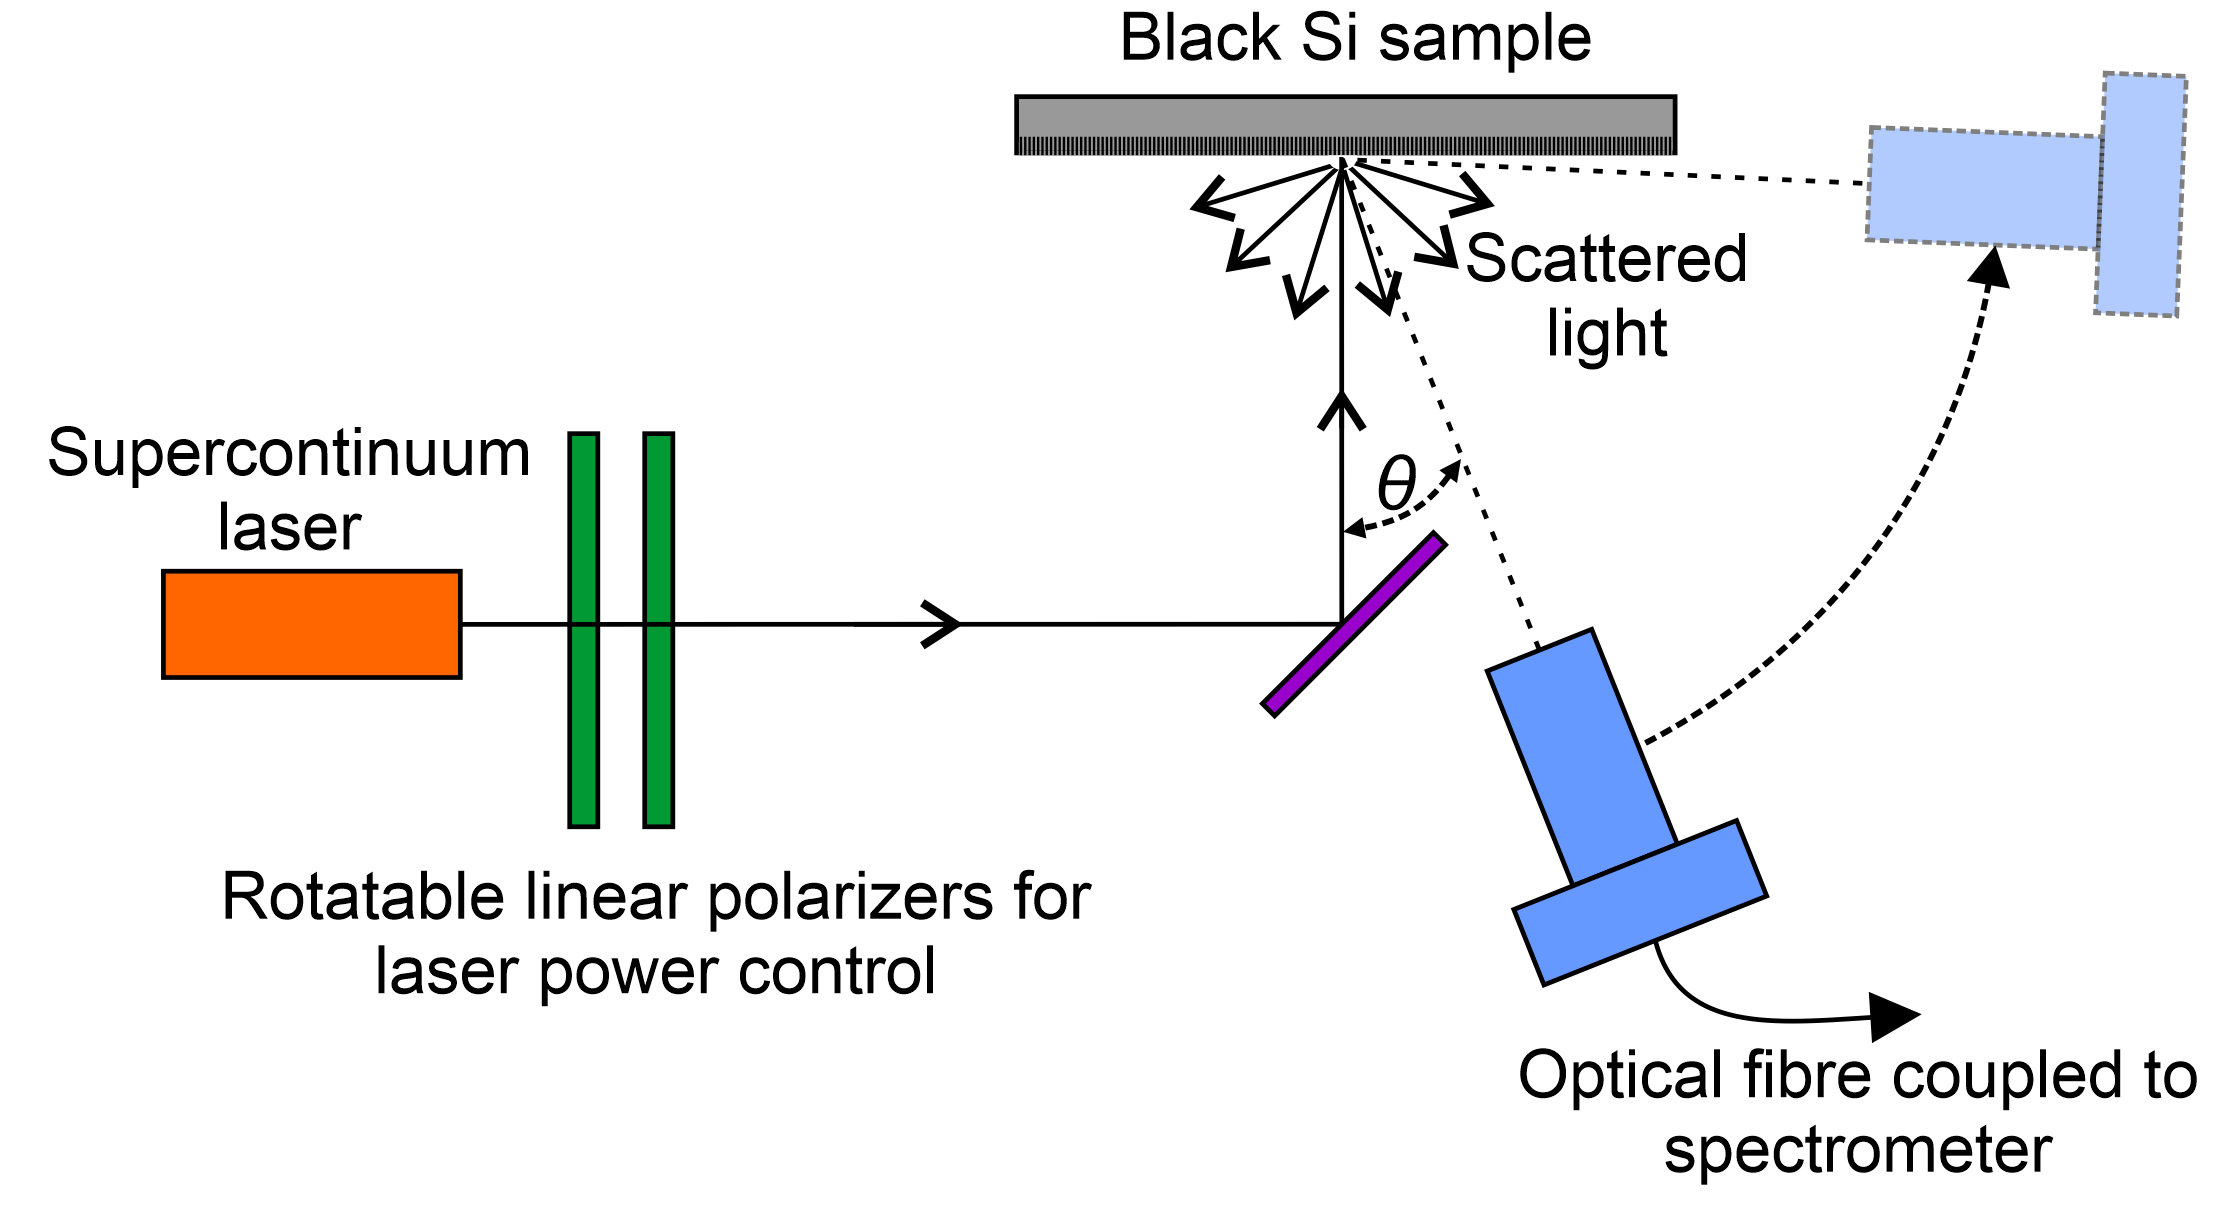 Black Si sample
Scattered
light
Supercontinuum
laser
θ
Rotatable linear polarizers for
laser power control
Optical fibre coupled to
spectrometer